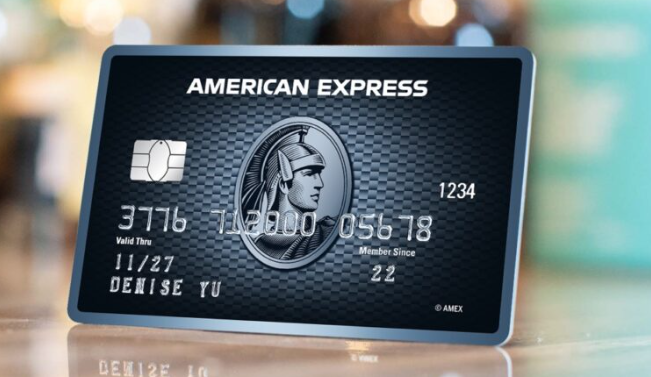 AMERICAN EXPRESS
1234
3776 712000 05678
Valid Thru
Member Since
11/27
22
DENISE YU
© AMEX